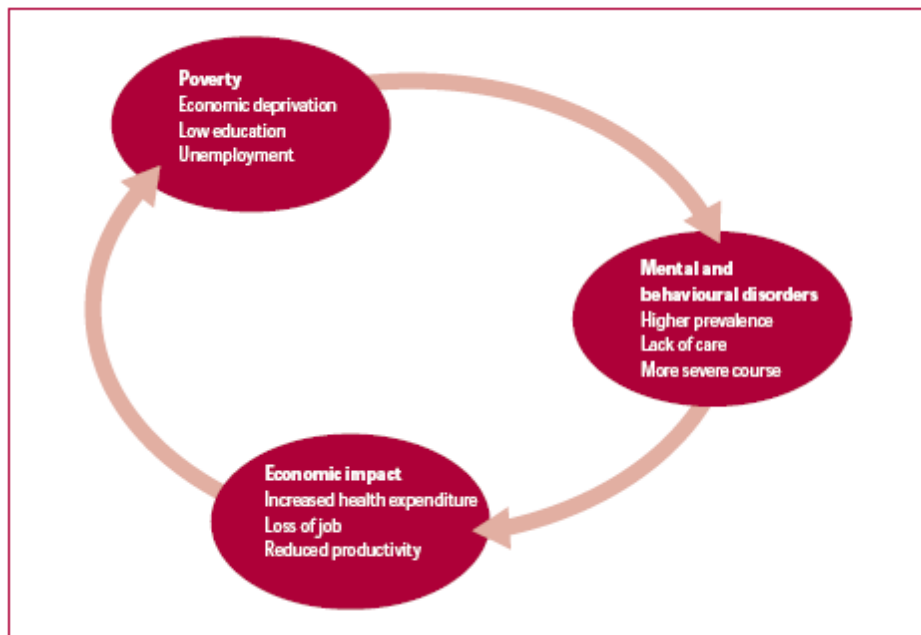 Poverty
Economic deprivation
Low education
Unemployment
Mental and
behavioural disorders
Higher prevalence
Lack of care
More severe course
Economic impact
Increased health expenditure
Loss of job
Reduced productivity